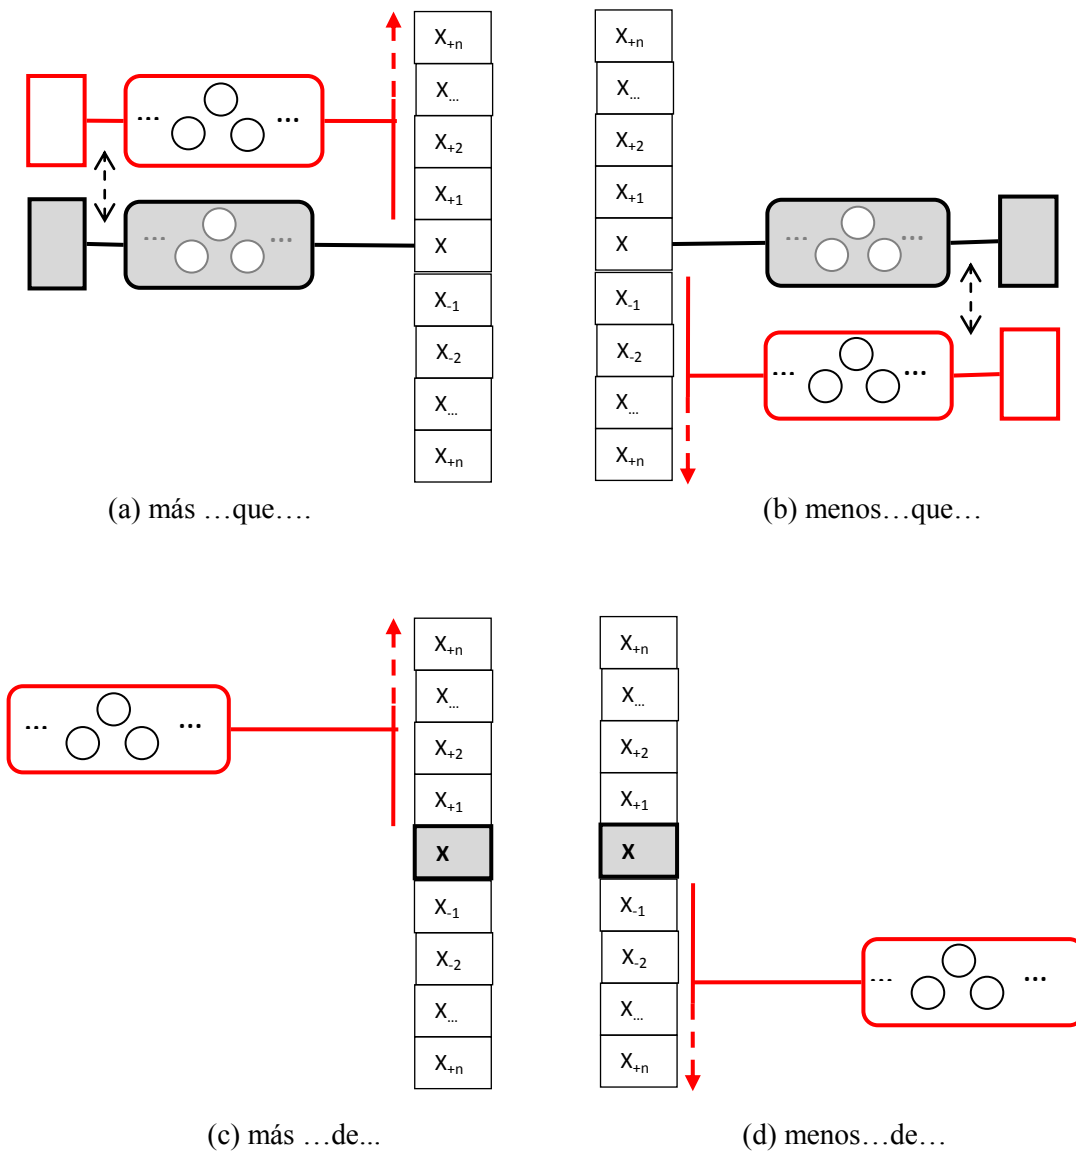 X+n
X...
X+2
X+1
X
X-1
X-2
X...
X+n
... ...
... ...
(a) más …que….
X+n
X...
X+2
X+1
X
X-1
X-2
X...
X+n
... ...
... ...
(b) menos…que…
X+n
X...
X+2
X+1
X
X-1
X-2
X...
X+n
... ...
(c) más …de...
X+n
X...
X+2
X+1
X
X-1
X-2
X...
X+n
... ...
(d) menos…de…